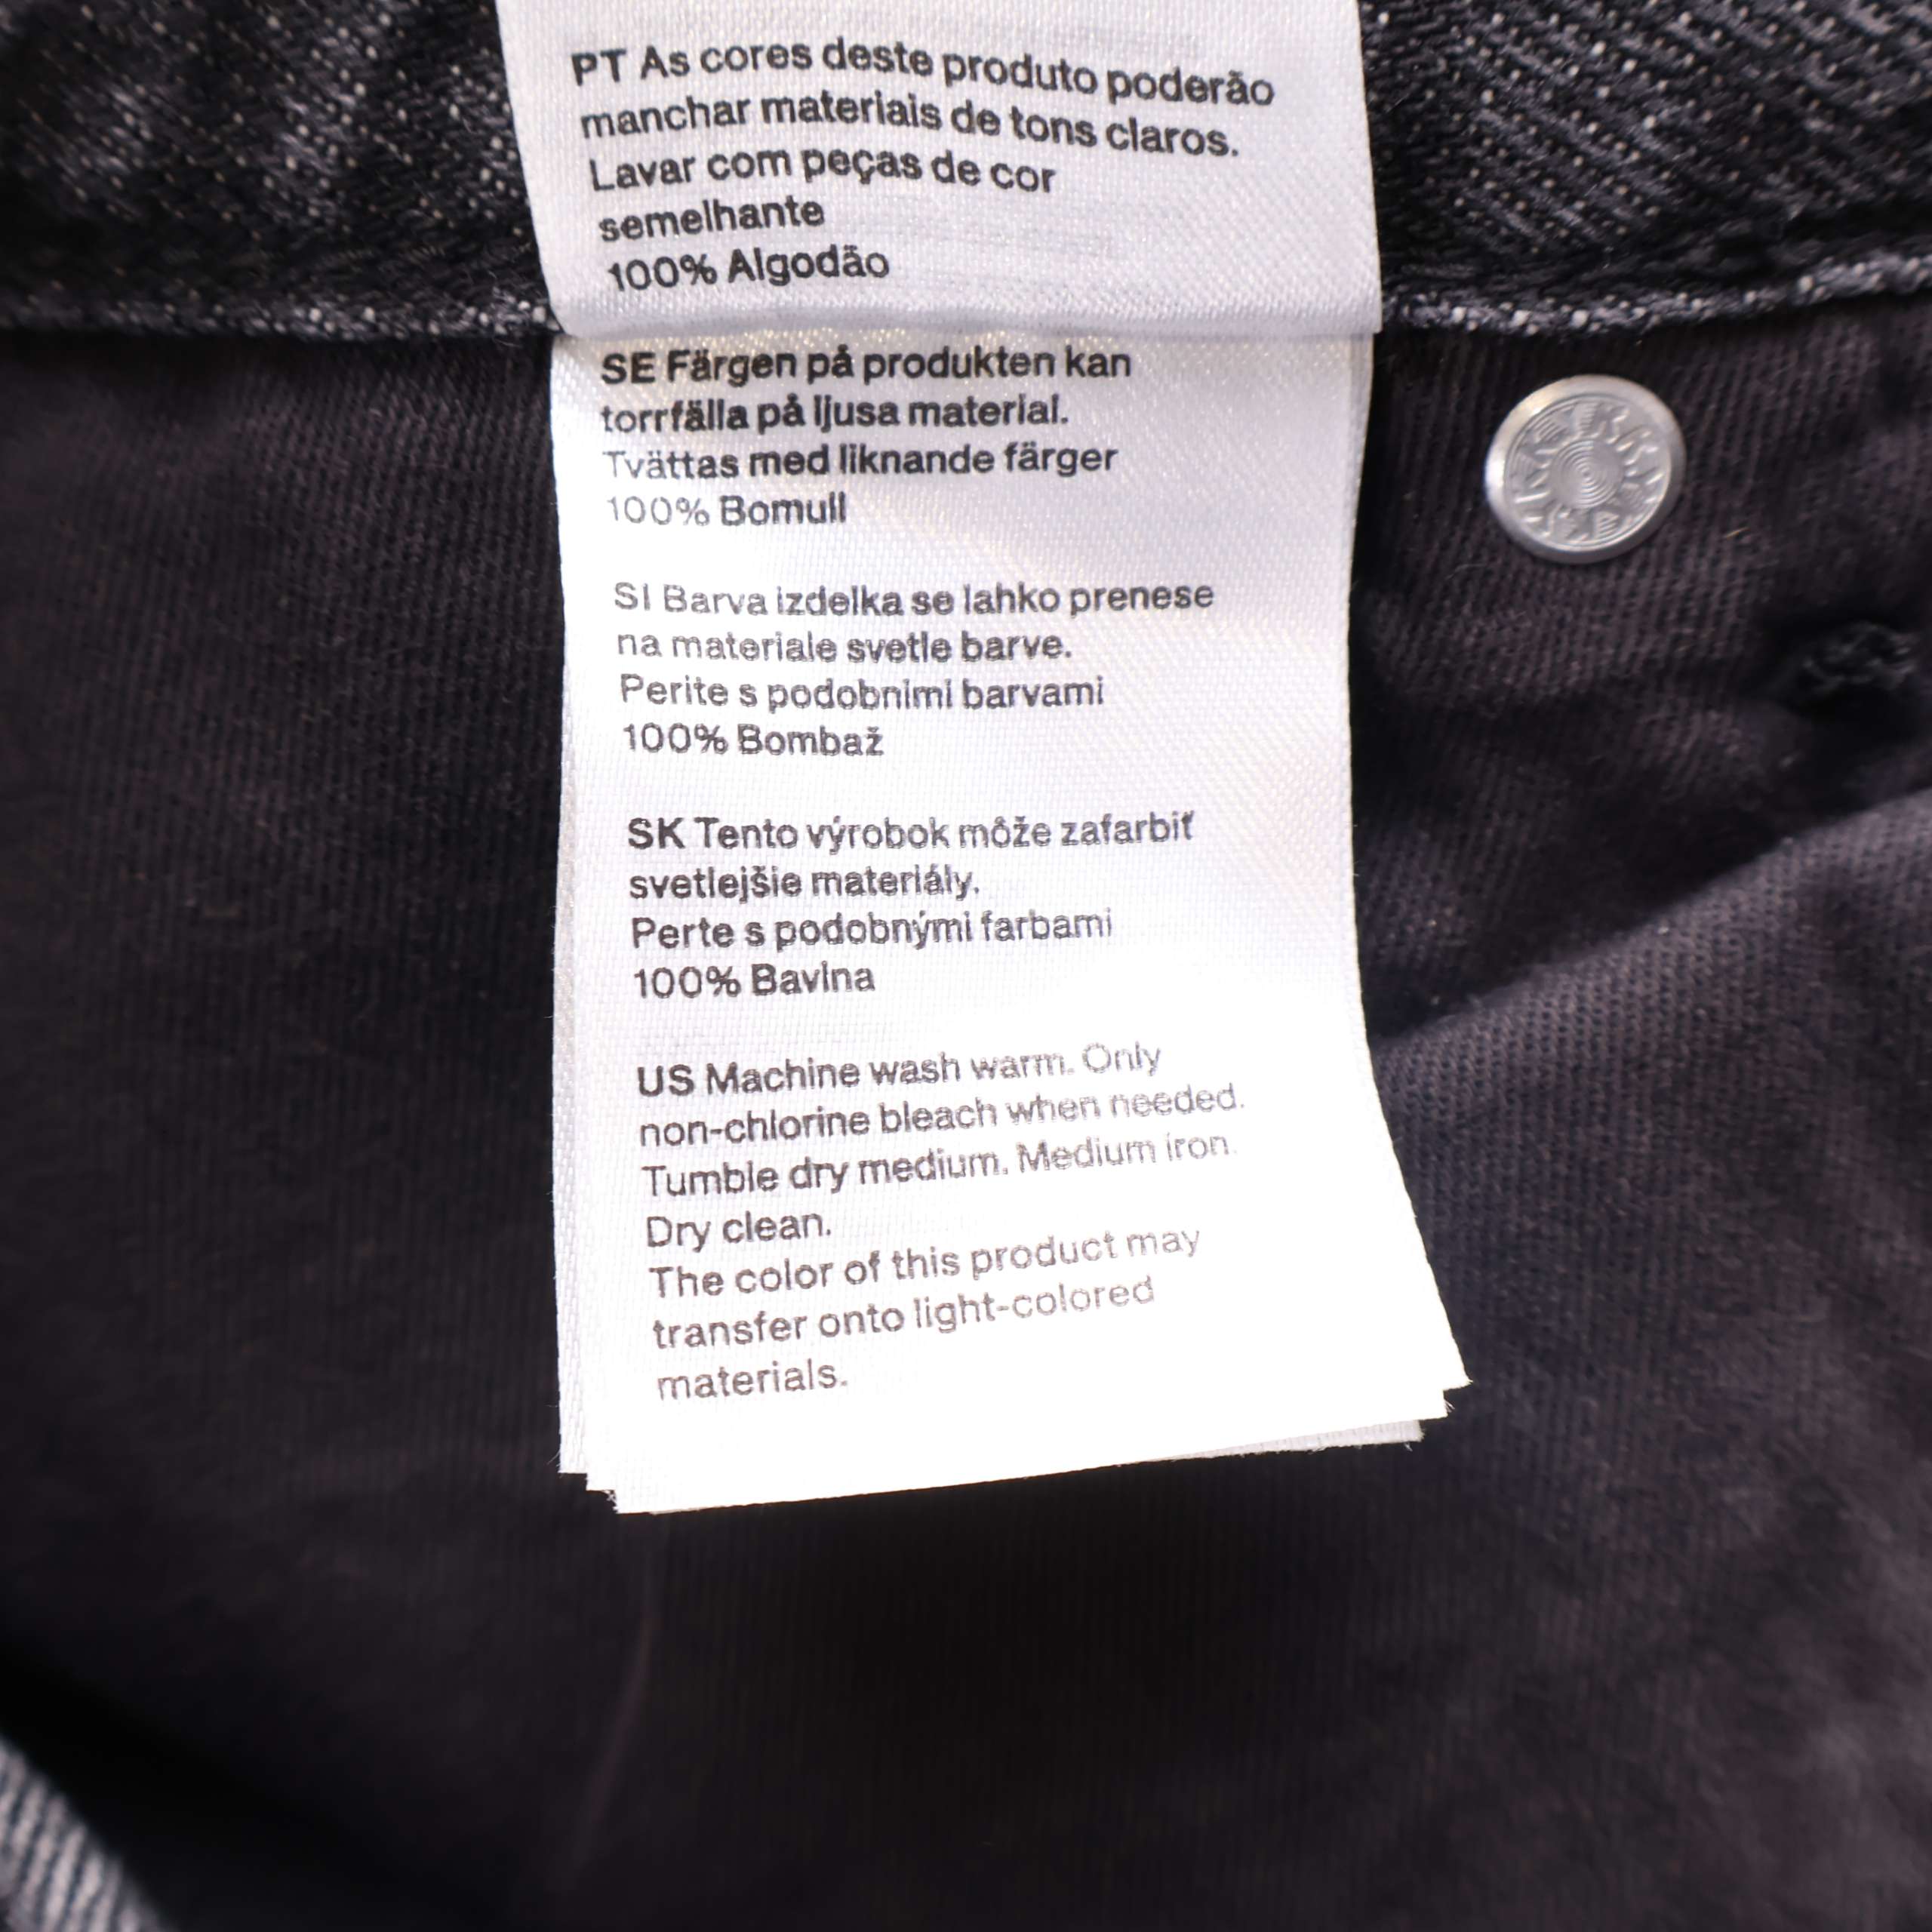 PT As cores deste produto poderão
manchar materiais de tons claros.
Lavar com peças de cor
semelhante
100% Algodão
SE Färgen på produkten kan
torrfälla på ljusa material.
Tvättas med liknande färger
100% Bomull
SI Barva izdelka se lahko prenese
na materiale svetle barve.
Perite s podobnimi barvami
100% Bombaž
SK Tento výrobok môže zafarbiť
svetlejšie materiály.
Perte s podobnými farbami
100% Bavlna
US Machine wash warm. Only
non-chlorine bleach when needed.
Tumble dry medium. Medium iron.
Dry clean.
The color of this product may
transfer onto light-colored
materials.